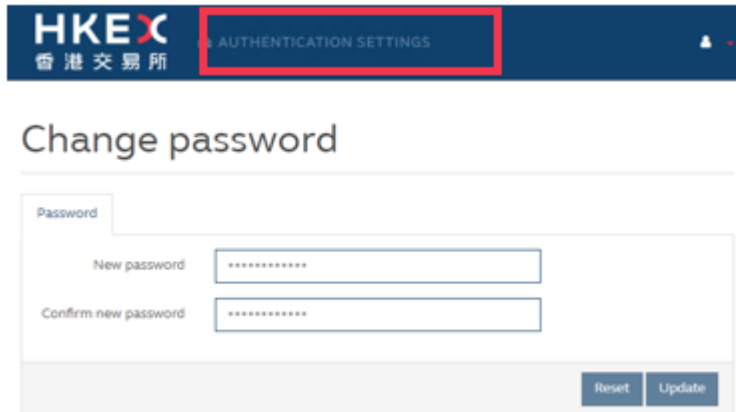 HKEX
香港交易所
AUTHENTICATION SETTINGS
Change password
Password
New password
************
Confirm new password
************
Reset
Update